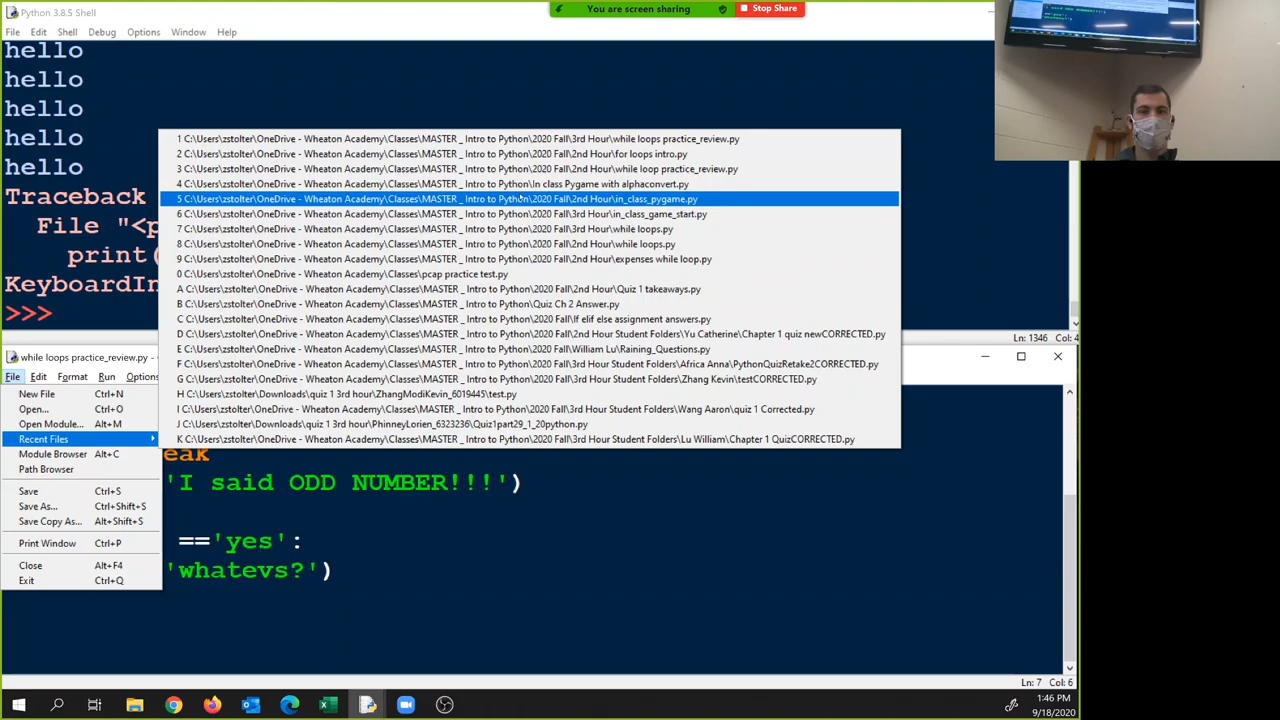 Python 3.8.5 Shell
You are screen sharing
Stop Share
File Edit Shell Debug Options Window Help
hello
hello
hello
hello
hello
Traceback
File "<p
print(
KeyboardIn
>>>
Ln: 1346 Col: 4
while loops practice_review.py -
File Edit Format Run Options
New File Ctrl+N
Open... Ctrl+O
Open Module... Alt+M
Recent Files
Module Browser Alt+C
Path Browser
Save Ctrl+S
Save As... Ctrl+Shift+S
Save Copy As... Alt+Shift+S
Print Window Ctrl+P
Close Alt+F4
Exit Ctrl+Q
1 C:\Users\zstolter\OneDrive - Wheaton Academy\Classes\MASTER _ Intro to Python\2020 Fall\3rd Hour\while loops practice_review.py
2 C:\Users\zstolter\OneDrive - Wheaton Academy\Classes\MASTER _ Intro to Python\2020 Fall\2nd Hour\for loops intro.py
3 C:\Users\zstolter\OneDrive - Wheaton Academy\Classes\MASTER _ Intro to Python\2020 Fall\2nd Hour\while loop practice_review.py
4 C:\Users\zstolter\OneDrive - Wheaton Academy\Classes\MASTER _ Intro to Python\In class Pygame with alphaconvert.py
5 C:\Users\zstolter\OneDrive - Wheaton Academy\Classes\MASTER _ Intro to Python\2020 Fall\2nd Hour\in_class_pygame.py
6 C:\Users\zstolter\OneDrive - Wheaton Academy\Classes\MASTER _ Intro to Python\2020 Fall\3rd Hour\in_class_game_start.py
7 C:\Users\zstolter\OneDrive - Wheaton Academy\Classes\MASTER _ Intro to Python\2020 Fall\3rd Hour\while loops.py
8 C:\Users\zstolter\OneDrive - Wheaton Academy\Classes\MASTER _ Intro to Python\2020 Fall\2nd Hour\while loops.py
9 C:\Users\zstolter\OneDrive - Wheaton Academy\Classes\MASTER _ Intro to Python\2020 Fall\2nd Hour\expenses while loop.py
0 C:\Users\zstolter\OneDrive - Wheaton Academy\Classes\pcap practice test.py
A C:\Users\zstolter\OneDrive - Wheaton Academy\Classes\MASTER _ Intro to Python\2020 Fall\2nd Hour\Quiz 1 takeaways.py
B C:\Users\zstolter\OneDrive - Wheaton Academy\Classes\MASTER _ Intro to Python\Quiz Ch 2 Answer.py
C C:\Users\zstolter\OneDrive - Wheaton Academy\Classes\MASTER _ Intro to Python\2020 Fall\If elif else assignment answers.py
D C:\Users\zstolter\OneDrive - Wheaton Academy\Classes\MASTER _ Intro to Python\2020 Fall\2nd Hour Student Folders\Yu Catherine\Chapter 1 quiz newCORRECTED.py
E C:\Users\zstolter\OneDrive - Wheaton Academy\Classes\MASTER _ Intro to Python\2020 Fall\William Lu\Raining_Questions.py
F C:\Users\zstolter\OneDrive - Wheaton Academy\Classes\MASTER _ Intro to Python\2020 Fall\3rd Hour Student Folders\Africa Anna\PythonQuizRetake2CORRECTED.py
G C:\Users\zstolter\OneDrive - Wheaton Academy\Classes\MASTER _ Intro to Python\2020 Fall\3rd Hour Student Folders\Zhang Kevin\testCORRECTED.py
H C:/Users/zstolter/Downloads\quiz 1 3rd hour\ZhangModiKevin_6019445\test.py
I C:\Users\zstolter\OneDrive - Wheaton Academy\Classes\MASTER _ Intro to Python\2020 Fall\3rd Hour Student Folders\Wang Aaron\quiz 1 Corrected.py
J C:/Users/zstolter/Downloads\quiz 1 3rd hour\PhinneyLorien_6323236\Quiz1part29_1_20python.py
K C:\Users\zstolter\OneDrive - Wheaton Academy\Classes\MASTER _ Intro to Python\2020 Fall\3rd Hour Student Folders\Lu William\Chapter 1 QuizCORRECTED.py
eak
'I said ODD NUMBER!!!')
=='yes':
'whatevs?')
Ln: 7 Col: 6
1:46 PM
9/18/2020